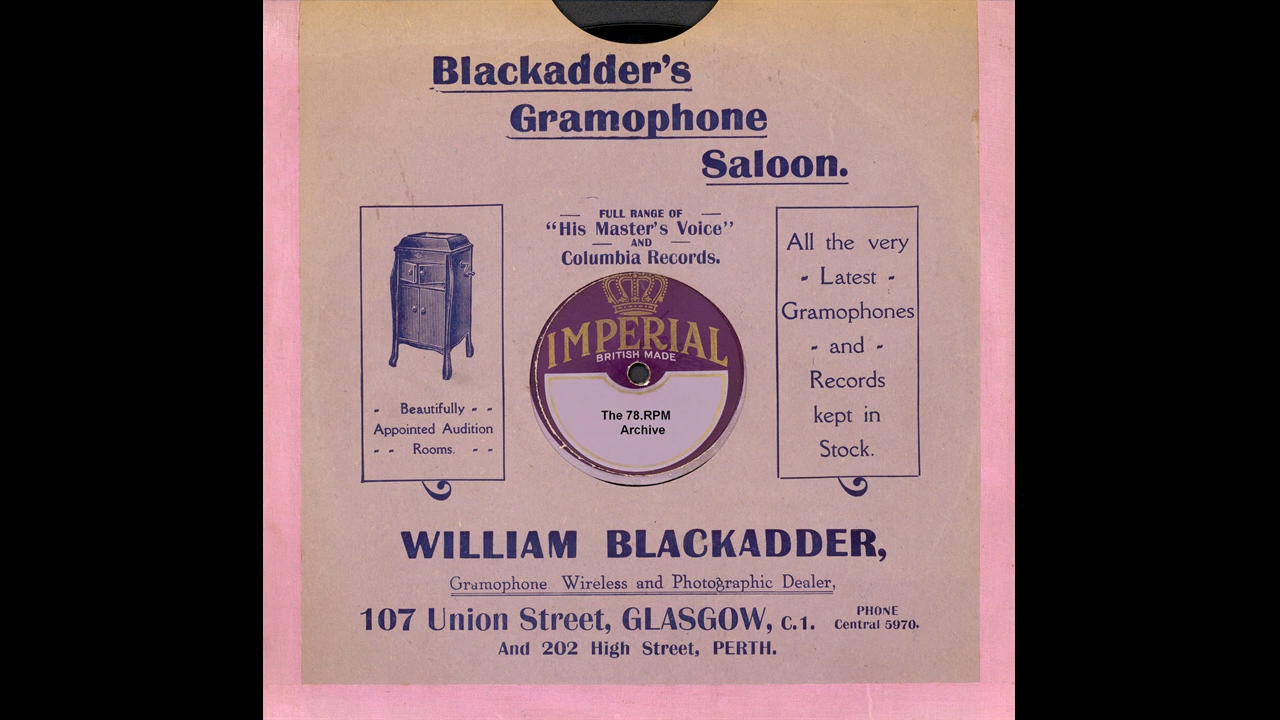 Blackadder's
Gramophone
Saloon.
FULL RANGE OF
"His Master's Voice"
AND
Columbia Records.
- Beautifully - -
Appointed Audition
- - Rooms. - -
All the very
- Latest -
Gramophones
- and -
Records
kept in
Stock.
IMPERIAL
BRITISH MADE
The 78.RPM
Archive
WILLIAM BLACKADDER,
Gramophone Wireless and Photographic Dealer,
107 Union Street, GLASGOW, C.1.
PHONE
Central 5970.
And 202 High Street, PERTH.